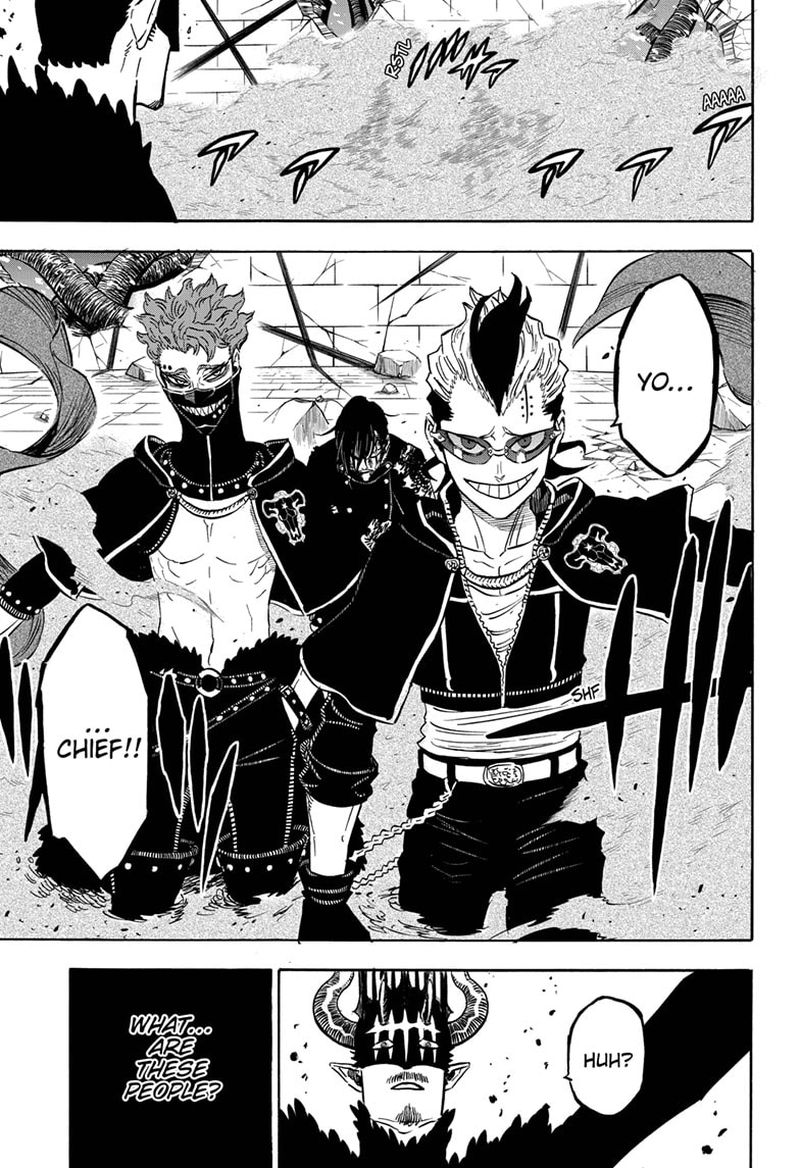 RSTL
AAAAA
YO...
...
CHIEF!!
SHF
HUH?
WHAT...
ARE
THESE
PEOPLE?